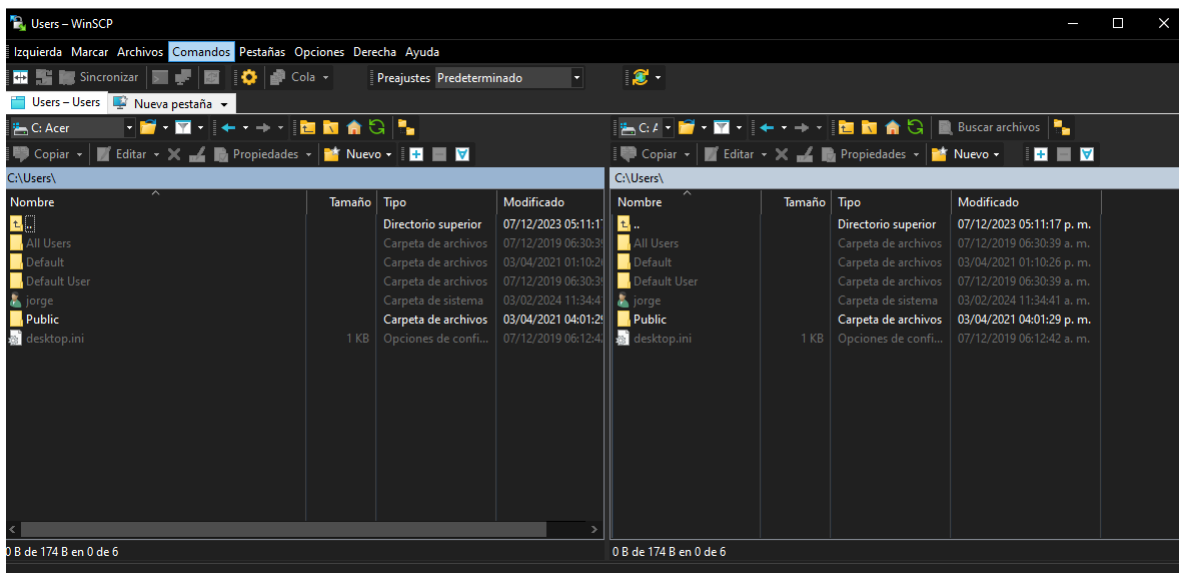 Users – WinSCP
Izquierda Marcar Archivos Comandos Pestañas Opciones Derecha Ayuda
Sincronizar Cola Preajustes Predeterminado
Users – Users Nueva pestaña
C: Acer
Copiar Editar Propiedades Nuevo
C:\Users\
Nombre Tamaño Tipo Modificado
.. Directorio superior 07/12/2023 05:11:1
All Users Carpeta de archivos 07/12/2019 06:30:39
Default Carpeta de archivos 03/04/2021 01:10:26
Default User Carpeta de archivos 07/12/2019 06:30:39
jorge Carpeta de sistema 03/02/2024 11:34:4
Public Carpeta de archivos 03/04/2021 04:01:29
desktop.ini 1 KB Opciones de confi... 07/12/2019 06:12:42
0 B de 174 B en 0 de 6
C: Buscar archivos
Copiar Editar Propiedades Nuevo
C:\Users\
Nombre Tamaño Tipo Modificado
.. Directorio superior 07/12/2023 05:11:17 p. m.
All Users Carpeta de archivos 07/12/2019 06:30:39 a. m.
Default Carpeta de archivos 03/04/2021 01:10:26 p. m.
Default User Carpeta de archivos 07/12/2019 06:30:39 a. m.
jorge Carpeta de sistema 03/02/2024 11:34:41 a. m.
Public Carpeta de archivos 03/04/2021 04:01:29 p. m.
desktop.ini 1 KB Opciones de confi... 07/12/2019 06:12:42 a. m.
0 B de 174 B en 0 de 6